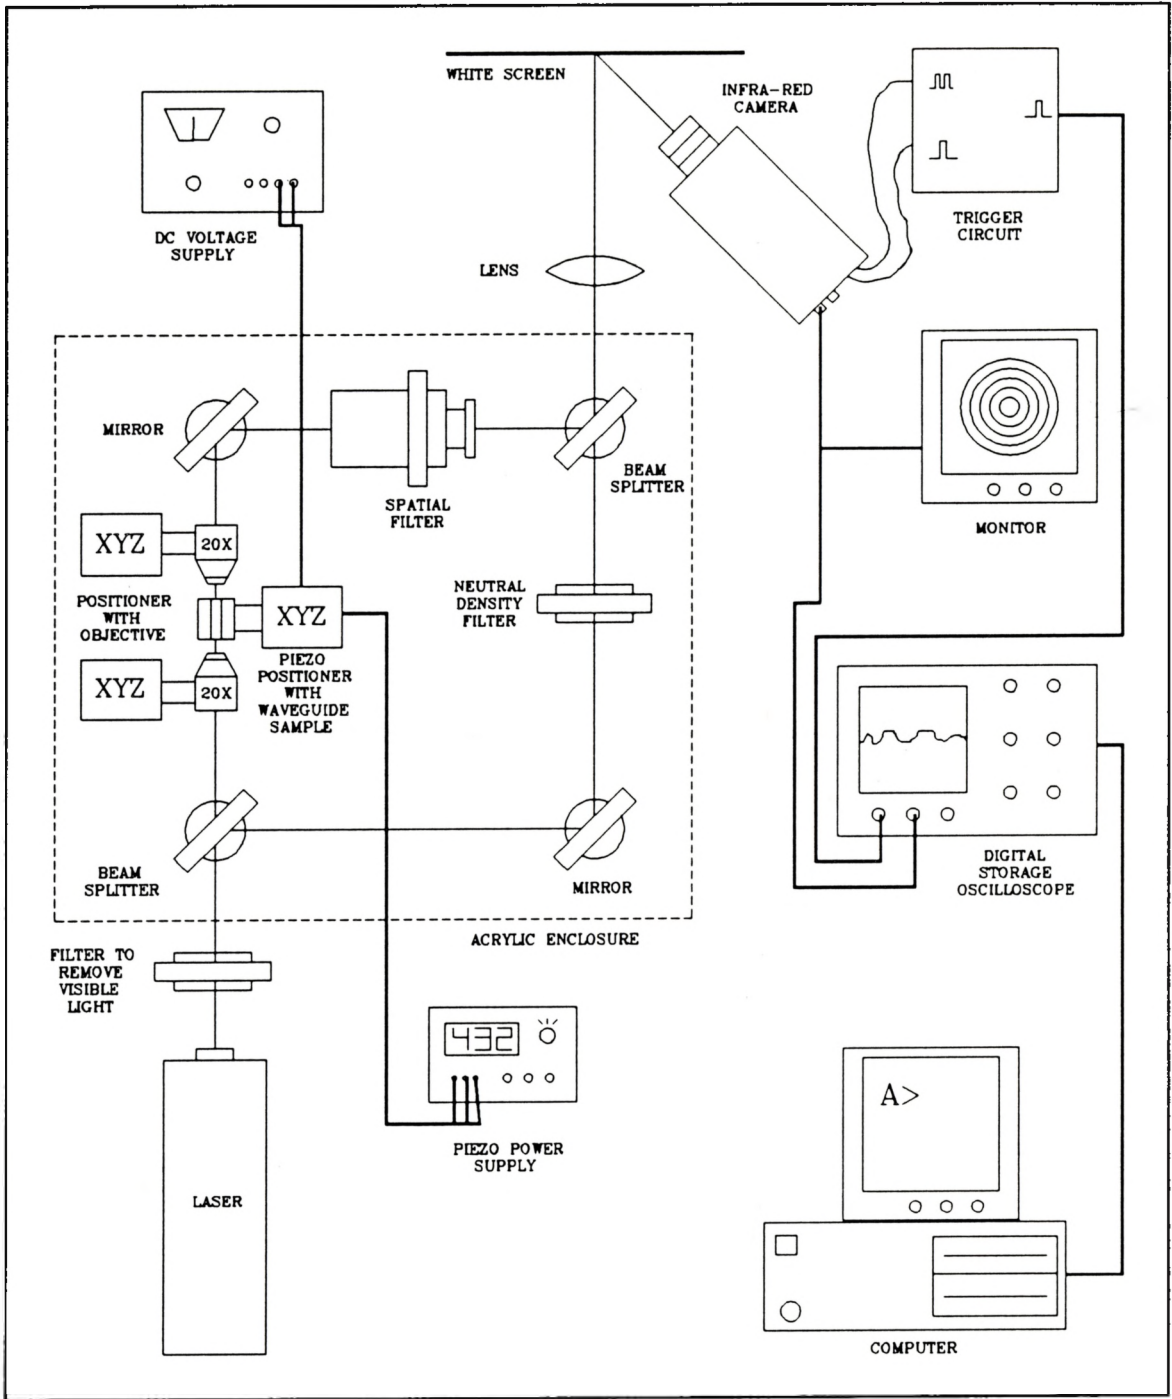 WHITE SCREEN
INFRA-RED
CAMERA
TRIGGER
CIRCUIT
DC VOLTAGE
SUPPLY
LENS
MIRROR
SPATIAL
FILTER
BEAM
SPLITTER
MONITOR
XYZ
20X
POSITIONER
WITH
OBJECTIVE
XYZ
PIEZO
POSITIONER
WITH
WAVEGUIDE
SAMPLE
NEUTRAL
DENSITY
FILTER
XYZ
20X
BEAM
SPLITTER
MIRROR
DIGITAL
STORAGE
OSCILLOSCOPE
ACRYLIC ENCLOSURE
FILTER TO
REMOVE
VISIBLE
LIGHT
432
PIEZO POWER
SUPPLY
LASER
A>
COMPUTER